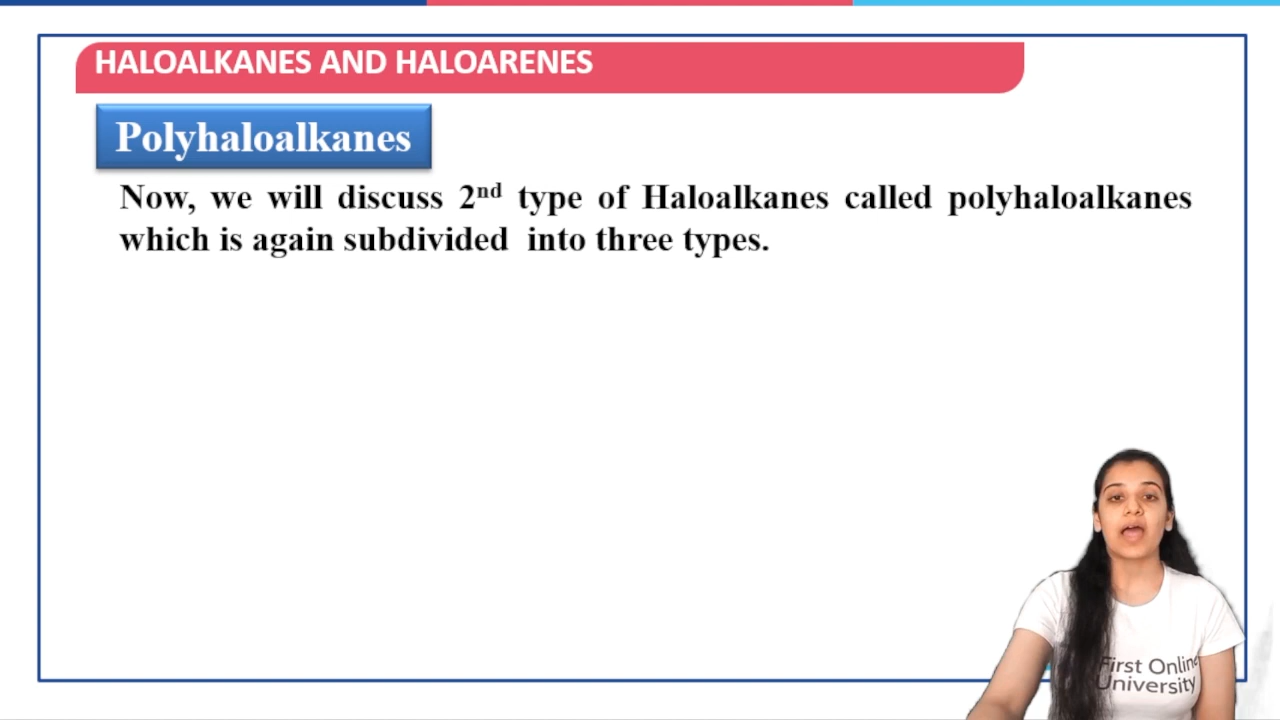 HALOALKANES AND HALOARENES
Polyhaloalkanes
Now, we will discuss 2nd type of Haloalkanes called polyhaloalkanes
which is again subdivided into three types.
First Online
University